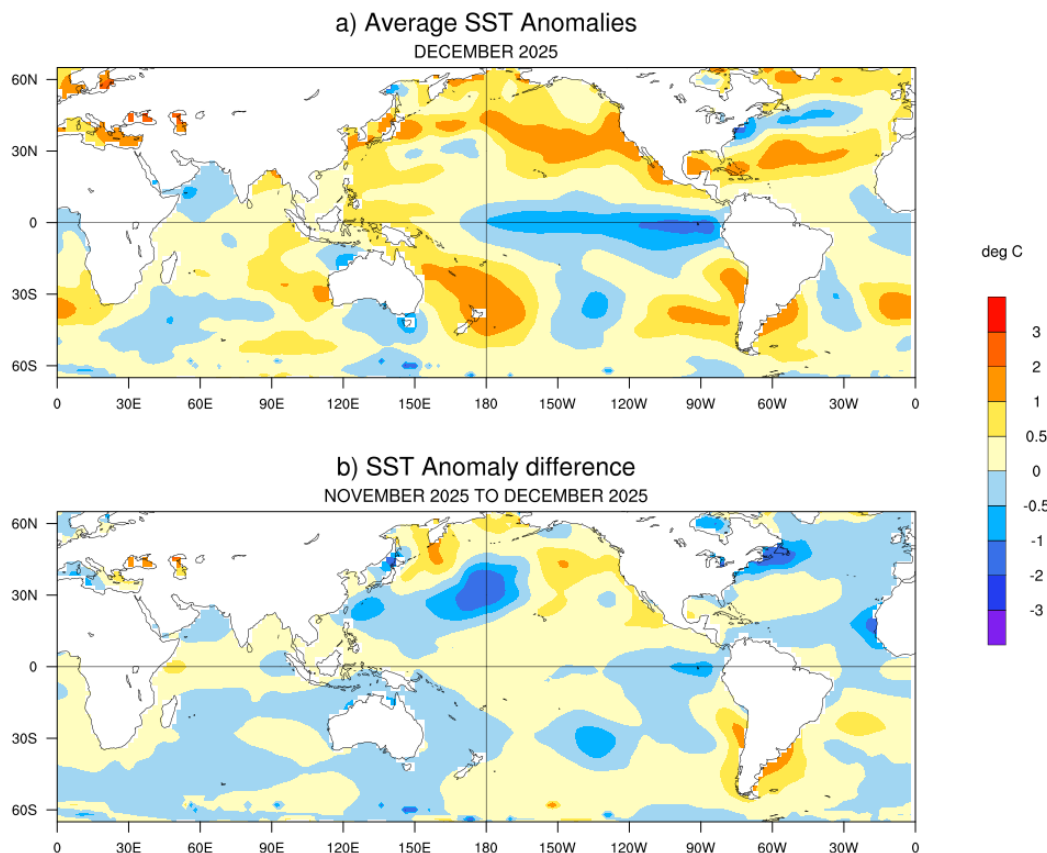 a) Average SST Anomalies
DECEMBER 2025
60N
30N
0
30S
60S
0 30E 60E 90E 120E 150E 180 150W 120W 90W 60W 30W 0
deg C
3
2
1
0.5
0
-0.5
-1
-2
-3
b) SST Anomaly difference
NOVEMBER 2025 TO DECEMBER 2025
60N
30N
0
30S
60S
0 30E 60E 90E 120E 150E 180 150W 120W 90W 60W 30W 0